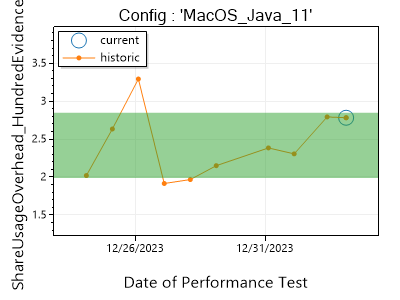 Config : 'MacOS_Java_11'
current
historic
ShareUsageOverhead_HundredEvidence
3.5
3
2.5
2
1.5
12/26/2023
12/31/2023
Date of Performance Test